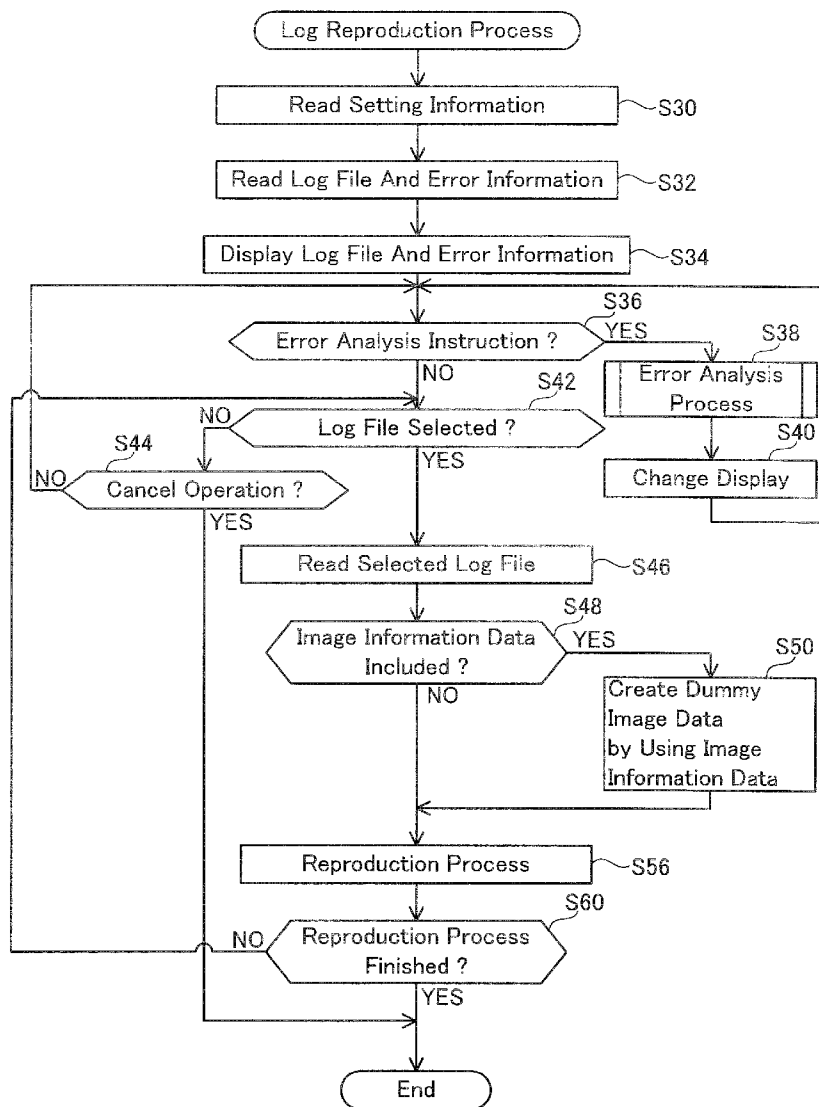 Log Reproduction Process
Read Setting Information
S30
Read Log File And Error Information
S32
Display Log File And Error Information
S34
S36
Error Analysis Instruction ?
YES
NO
S38
Error Analysis
Process
S40
Change Display
S42
Log File Selected ?
NO
YES
S44
Cancel Operation ?
NO
YES
Read Selected Log File
S46
S48
Image Information Data
Included ?
YES
NO
S50
Create Dummy
Image Data
by Using Image
Information Data
Reproduction Process
S56
S60
Reproduction Process
Finished ?
NO
YES
End